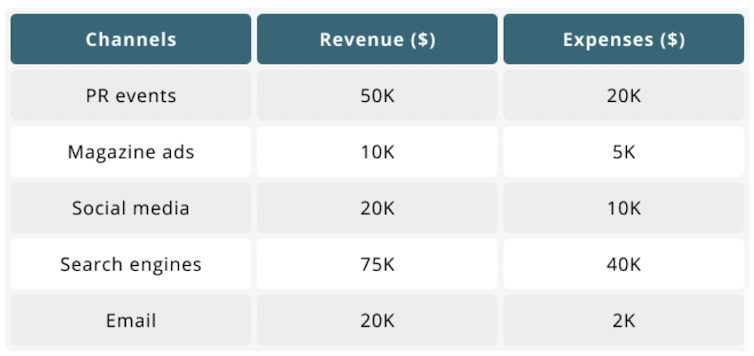 Channels Revenue ($) Expenses ($)
PR events 50K 20K
Magazine ads 10K 5K
Social media 20K 10K
Search engines 75K 40K
Email 20K 2K